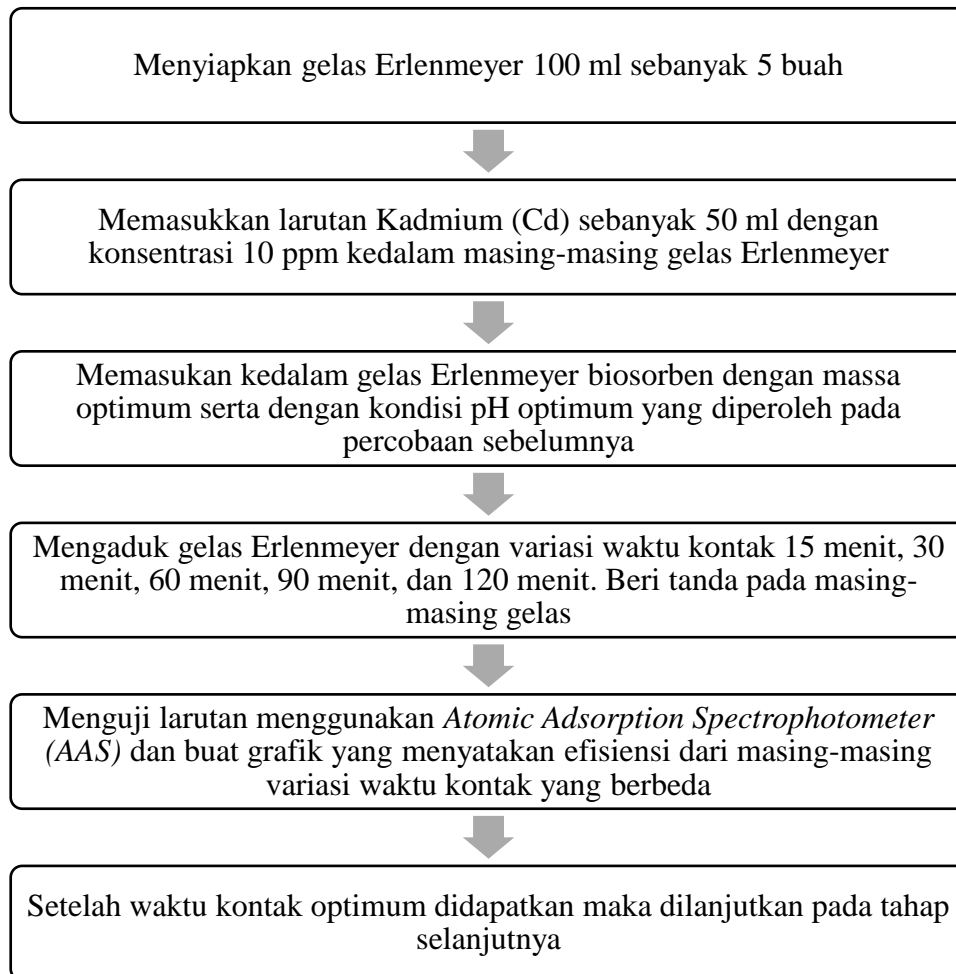 Menyiapkan gelas Erlenmeyer 100 ml sebanyak 5 buah
Memasukkan larutan Kadmium (Cd) sebanyak 50 ml dengan
konsentrasi 10 ppm kedalam masing-masing gelas Erlenmeyer
Memasukan kedalam gelas Erlenmeyer biosorben dengan massa
optimum serta dengan kondisi pH optimum yang diperoleh pada
percobaan sebelumnya
Mengaduk gelas Erlenmeyer dengan variasi waktu kontak 15 menit, 30
menit, 60 menit, 90 menit, dan 120 menit. Beri tanda pada masing-
masing gelas
Menguji larutan menggunakan Atomic Adsorption Spectrophotometer
(AAS) dan buat grafik yang menyatakan efisiensi dari masing-masing
variasi waktu kontak yang berbeda
Setelah waktu kontak optimum didapatkan maka dilanjutkan pada tahap
selanjutnya